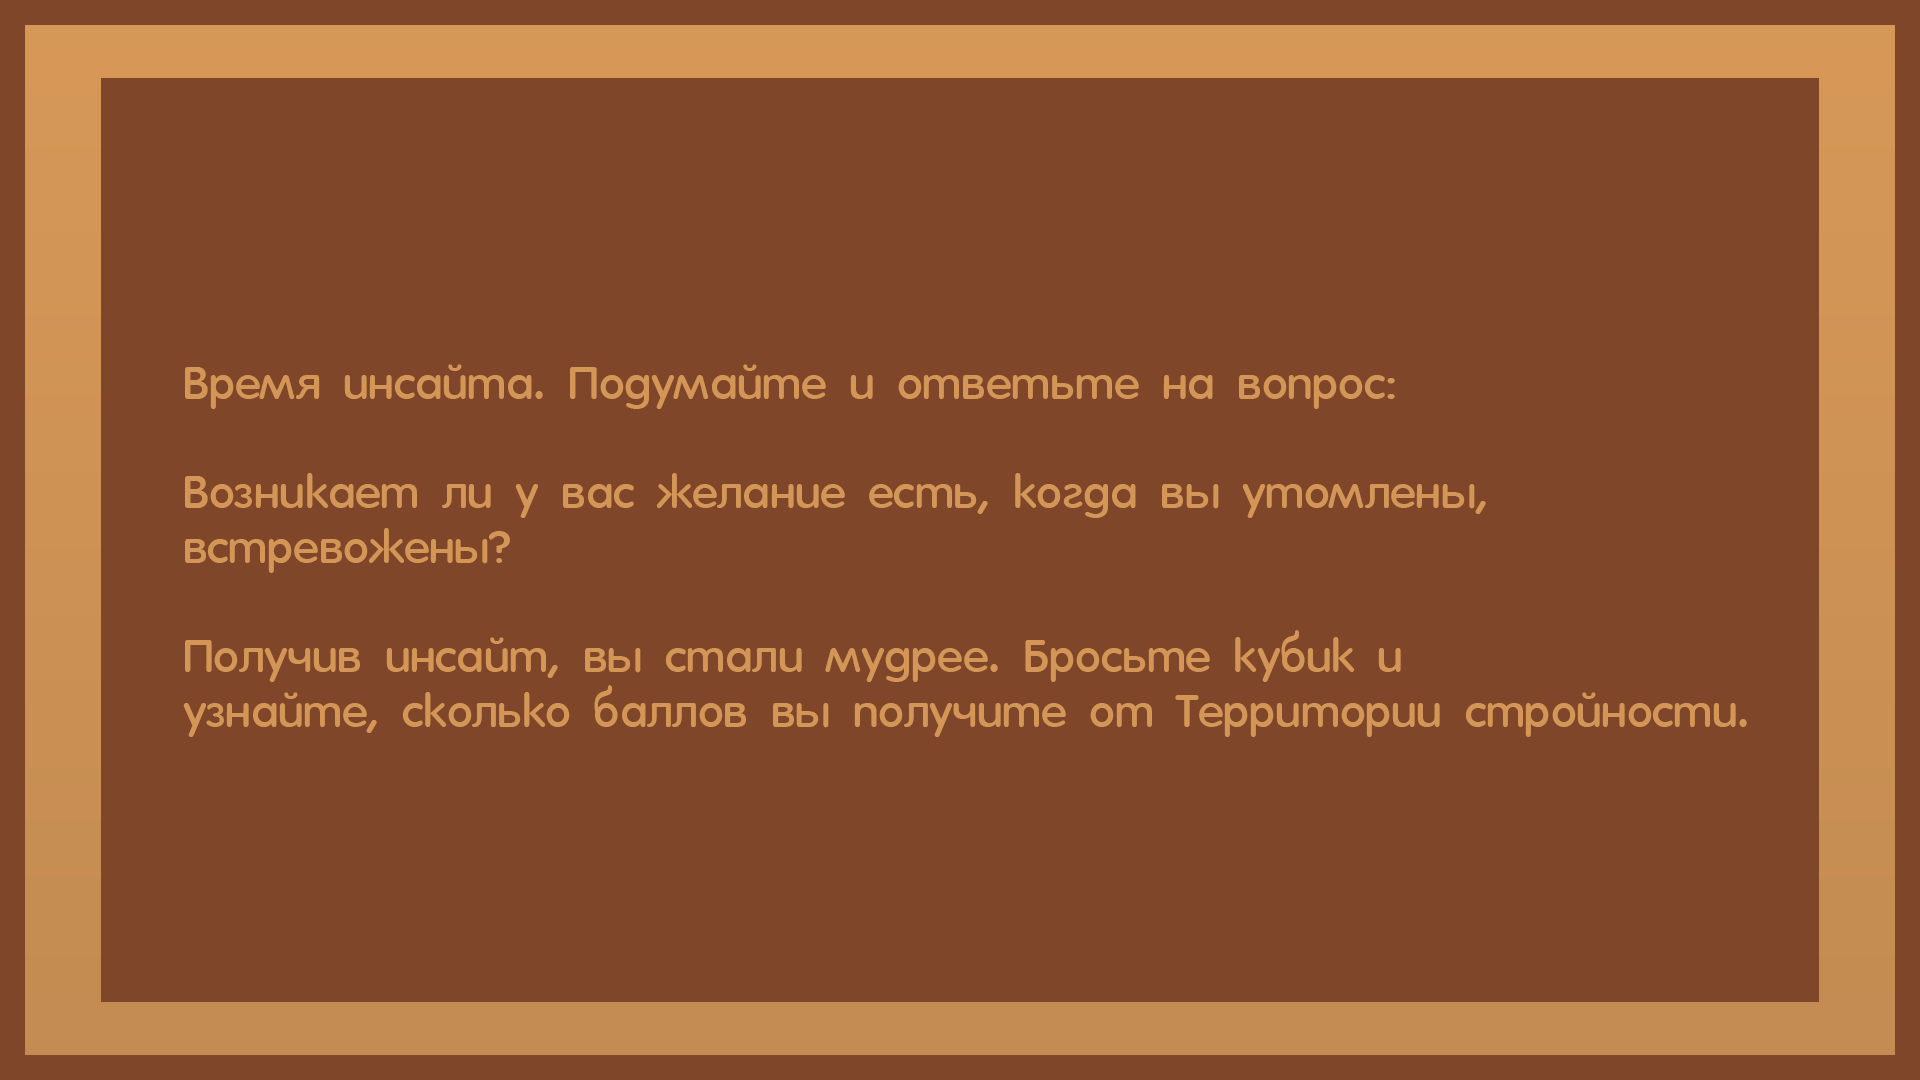 Время инсайта. Подумайте и ответьте на вопрос:
Возникает ли у вас желание есть, когда вы утомлены,
встревожены?
Получив инсайт, вы стали мудрее. Бросьте кубик и
узнайте, сколько баллов вы получите от Территории стройности.